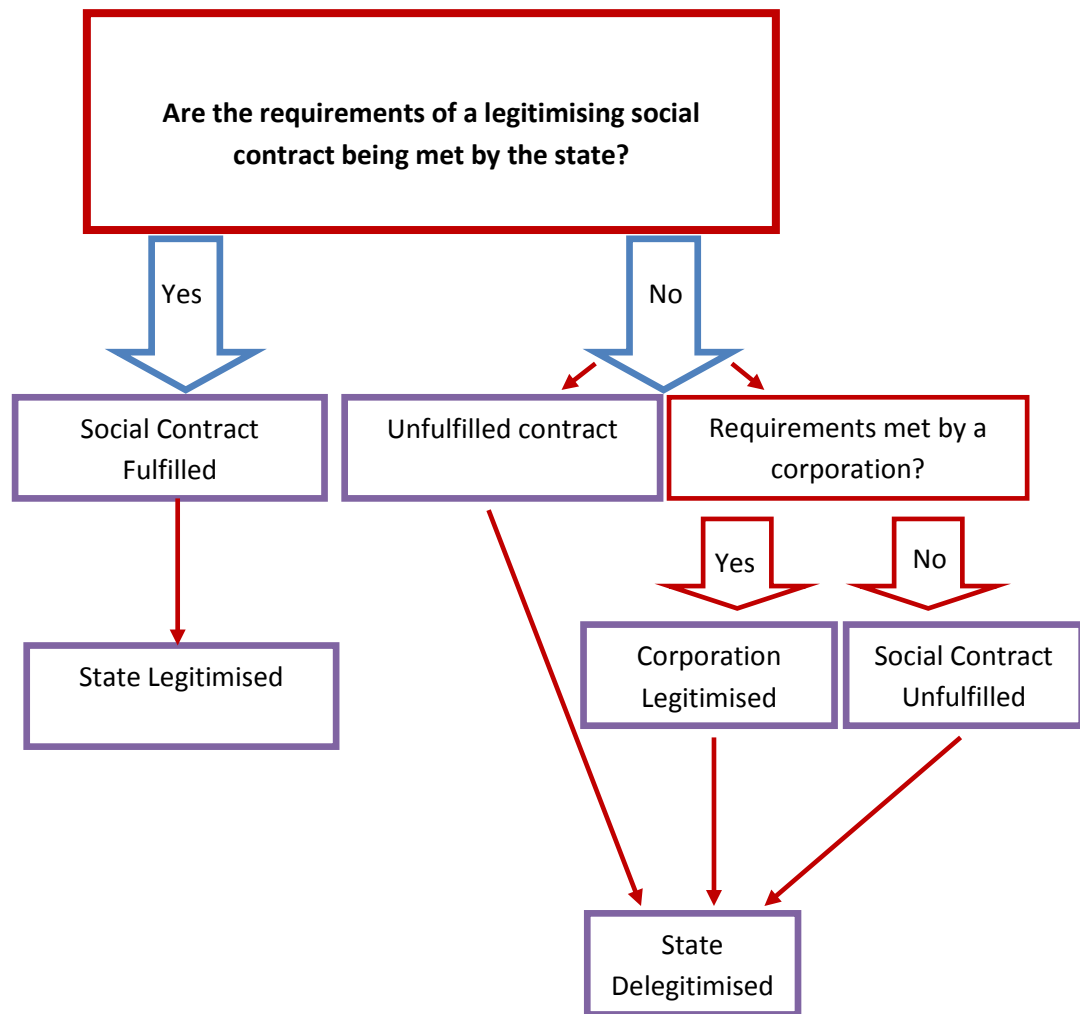 Are the requirements of a legitimising social
contract being met by the state?
Yes
No
Social Contract
Fulfilled
Unfulfilled contract
Requirements met by a
corporation?
Yes
No
State Legitimised
Corporation
Legitimised
Social Contract
Unfulfilled
State
Delegitimised